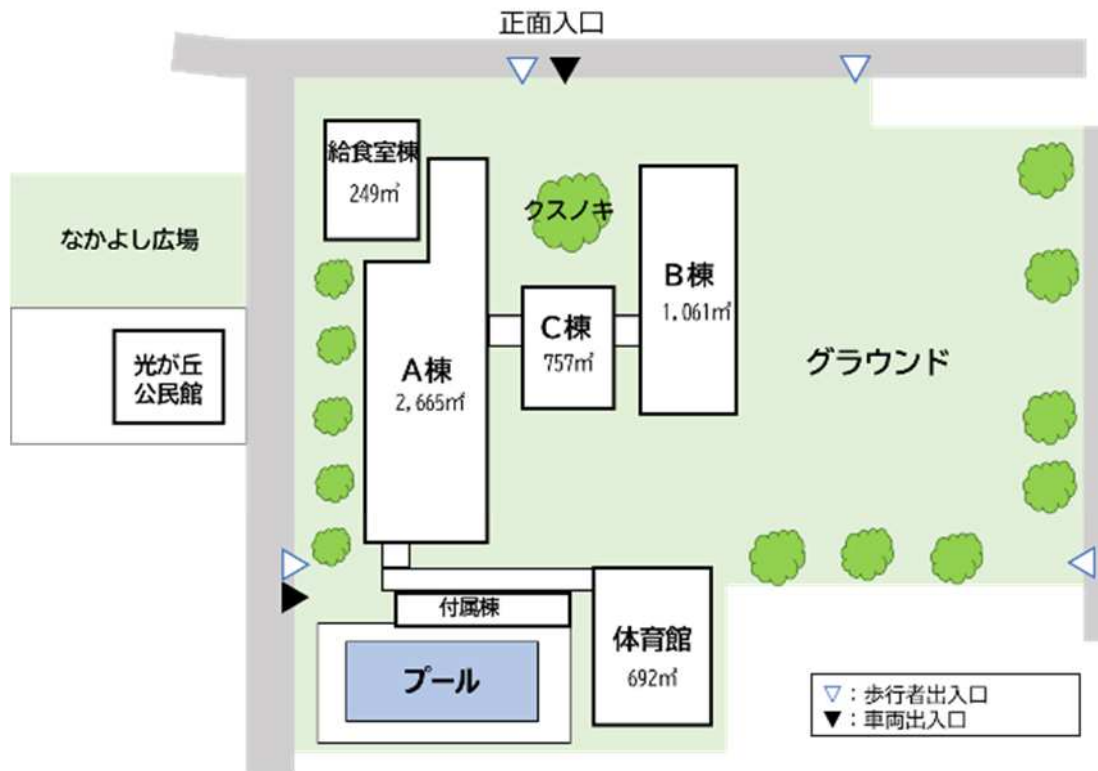 正面入口
給食室棟
249㎡
クスノキ
なかよし広場
B棟
1,061㎡
C棟
757㎡
光が丘
公民館
A棟
2,665㎡
グラウンド
付属棟
体育館
692㎡
プール
▽：歩行者出入口
▼：車両出入口